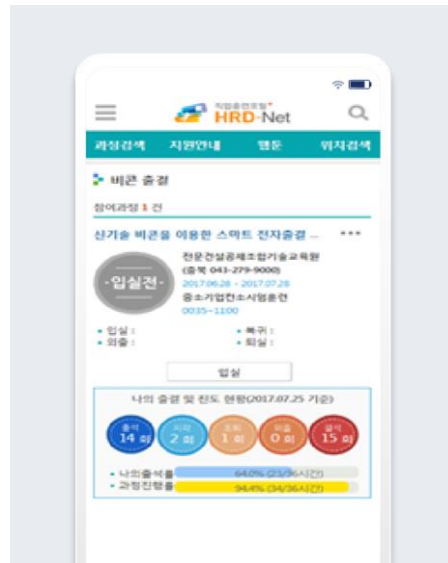 직업훈련포털
HRD-Net
과정검색 지원안내 웹툰 위치검색
비콘 출결
참여과정 1 건
신기술 비콘을 이용한 스마트 전자출결 ...
입실전
전문건설공제조합기술교육원
(충북 043-279-9000)
2017.06.28 - 2017.07.28
중소기업컨소시엄훈련
0035~1100
• 입실 : • 복귀 :
• 외출 : • 퇴실 :
입실
나의 출결 및 진도 현황(2017.07.25 기준)
출석 지각 조퇴 외출 결석
14 회 2 회 1 회 0 회 15 회
• 나의출석률 64.0% (23/36시간)
• 과정진행률 94.4% (34/36시간)